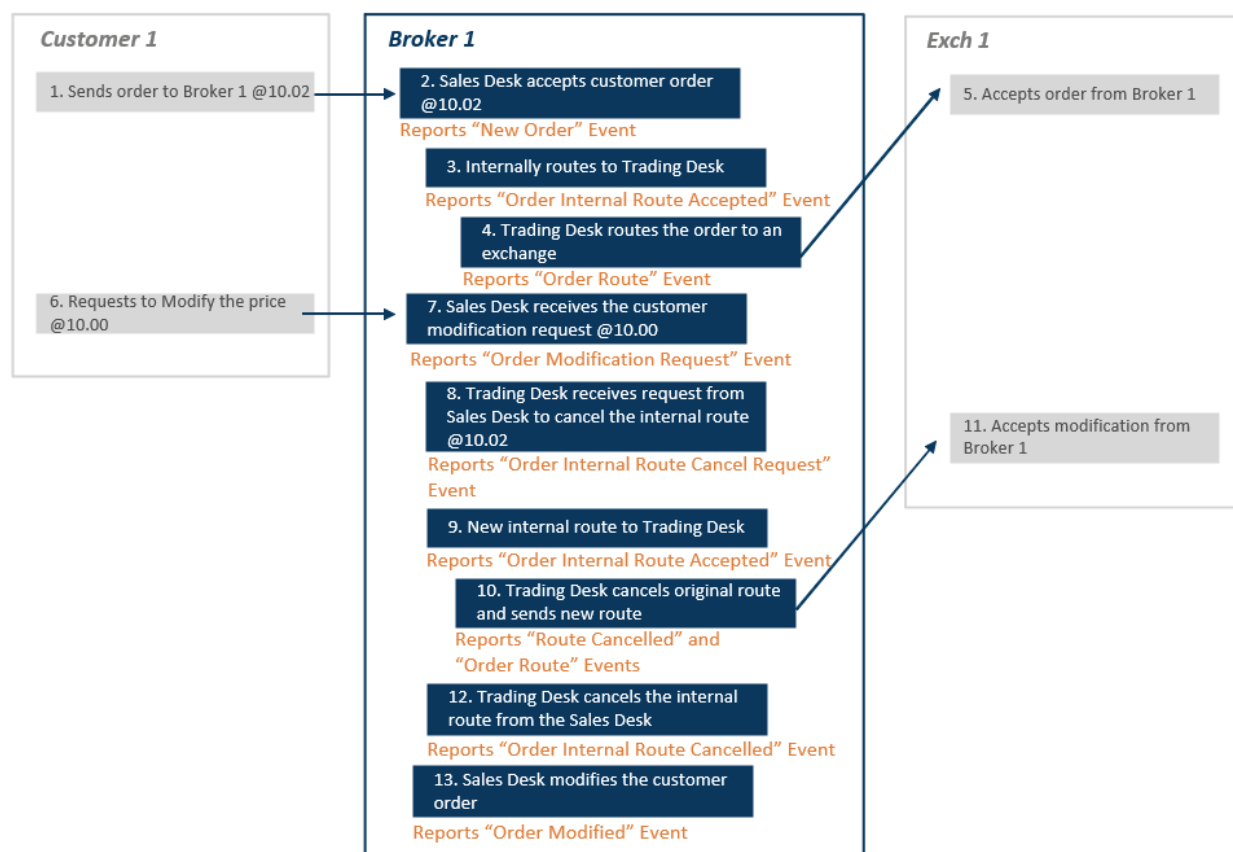 Customer 1
1. Sends order to Broker 1 @10.02
6. Requests to Modify the price
@10.00
Broker 1
2. Sales Desk accepts customer order
@10.02
Reports “New Order” Event
3. Internally routes to Trading Desk
Reports “Order Internal Route Accepted” Event
4. Trading Desk routes the order to an
exchange
Reports “Order Route” Event
7. Sales Desk receives the customer
modification request @10.00
Reports “Order Modification Request” Event
8. Trading Desk receives request from
Sales Desk to cancel the internal route
@10.02
Reports “Order Internal Route Cancel Request”
Event
9. New internal route to Trading Desk
Reports “Order Internal Route Accepted” Event
10. Trading Desk cancels original route
and sends new route
Reports “Route Cancelled” and
“Order Route” Events
12. Trading Desk cancels the internal
route from the Sales Desk
Reports “Order Internal Route Cancelled” Event
13. Sales Desk modifies the customer
order
Reports “Order Modified” Event
Exch 1
5. Accepts order from Broker 1
11. Accepts modification from
Broker 1